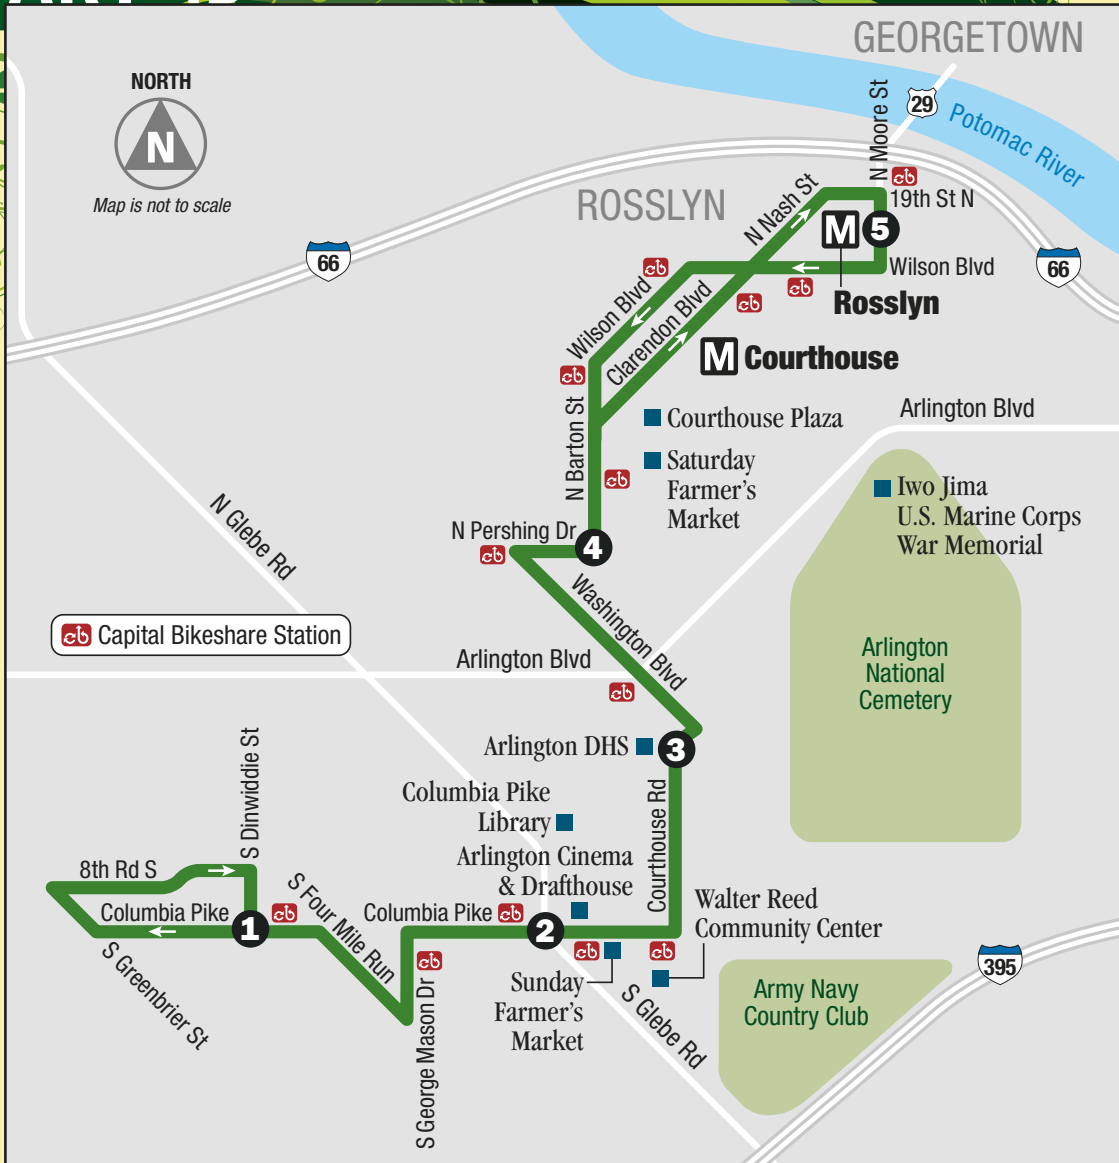 GEORGETOWN
NORTH
N
Map is not to scale
29
Potomac River
N Moore St
ROSSLYN
19th St N
N Nash St
M
5
66
Wilson Blvd
66
Rosslyn
Wilson Blvd
Clarendon Blvd
M Courthouse
N Barton St
Courthouse Plaza
Arlington Blvd
Saturday
Farmer's
Market
Iwo Jima
U.S. Marine Corps
War Memorial
N Glebe Rd
N Pershing Dr
4
Washington Blvd
cb Capital Bikeshare Station
Arlington Blvd
Arlington
National
Cemetery
Arlington DHS
3
S Dinwiddie St
Columbia Pike
Library
Courthouse Rd
Arlington Cinema
& Drafthouse
8th Rd S
S Four Mile Run
Columbia Pike
1
Columbia Pike
2
Walter Reed
Community Center
S Greenbrier St
S George Mason Dr
Sunday
Farmer's
Market
S Glebe Rd
Army Navy
Country Club
395